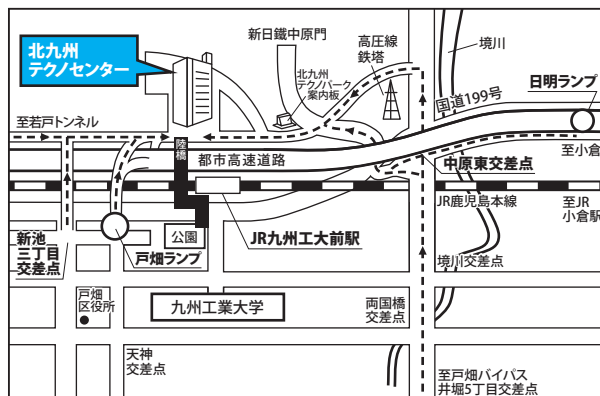 北九州
テクノセンター
新日鐵中原門
高圧線
鉄塔
境川
日明ランプ
北九州
テクノパーク
案内板
国道199号
至若戸トンネル
陸橋
都市高速道路
中原東交差点
至小倉
JR鹿児島本線
至JR
小倉駅
新池
三丁目
交差点
戸畑ランプ
公園
JR九州工大前駅
境川交差点
戸畑
区役所
九州工業大学
両国橋
交差点
天神
交差点
至戸畑バイパス
井堀5丁目交差点